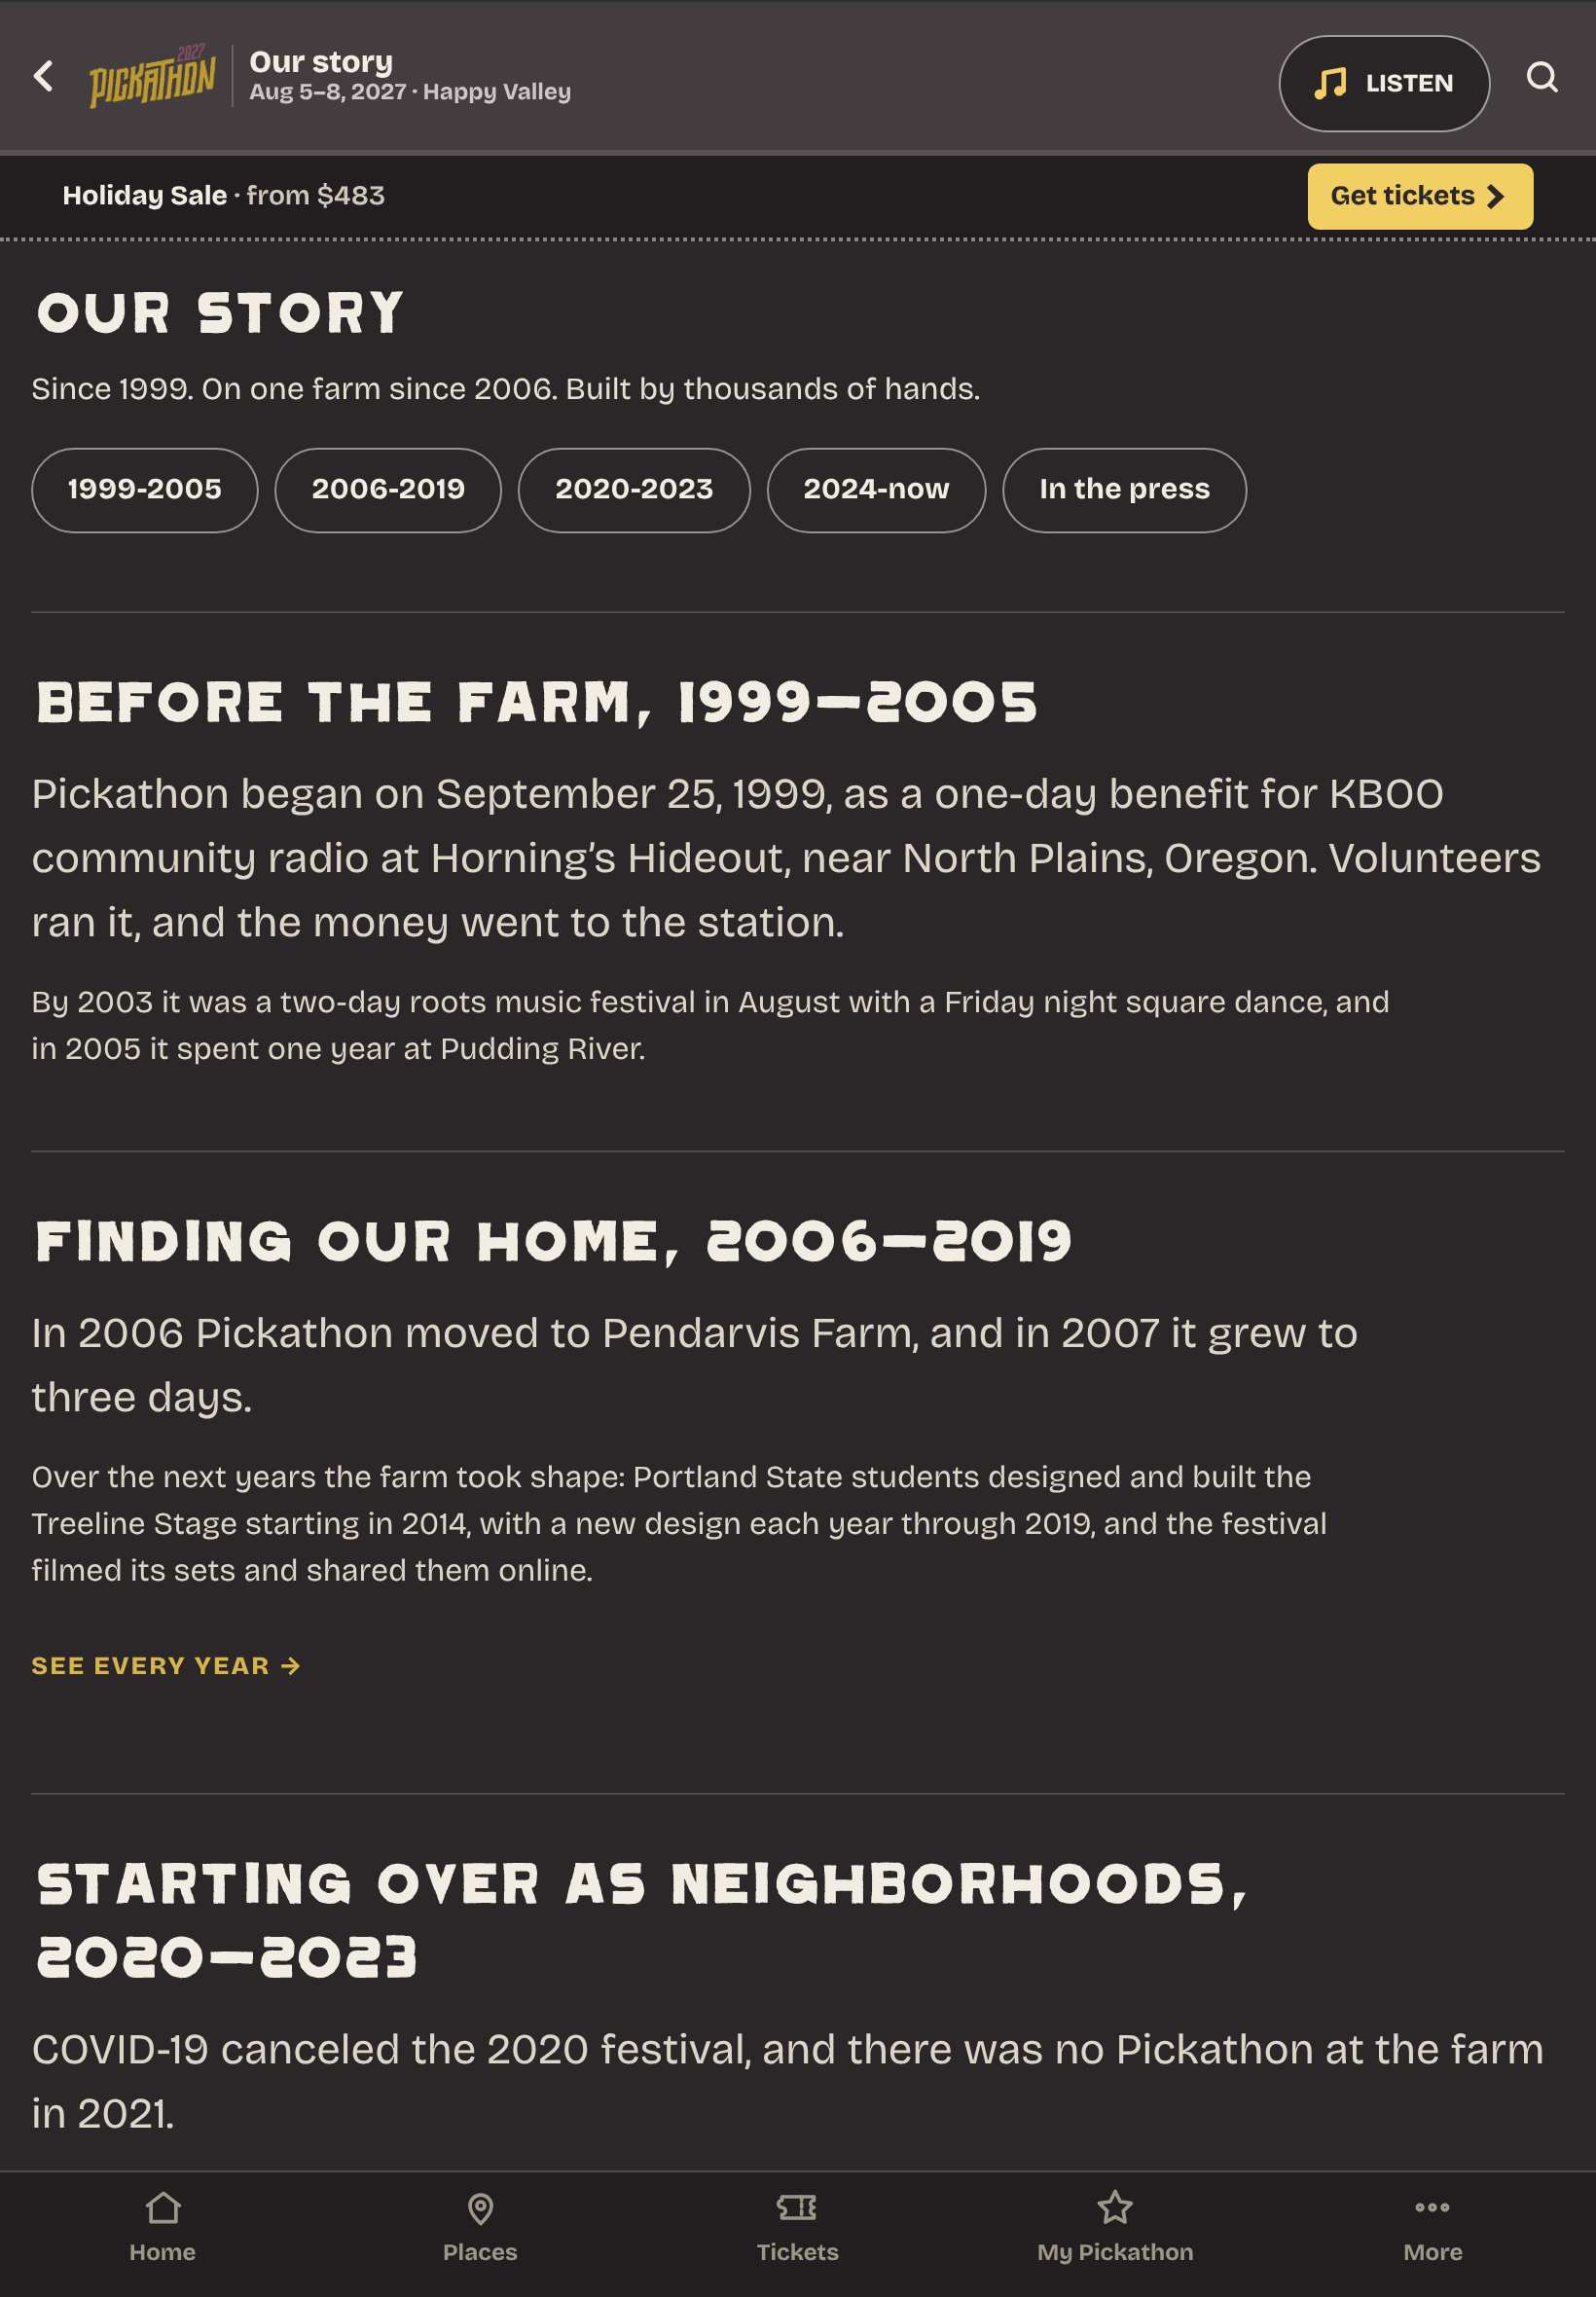 2027
PICKATHON
Our story
Aug 5–8, 2027 · Happy Valley
LISTEN
Holiday Sale · from $483
Get tickets
OUR STORY
Since 1999. On one farm since 2006. Built by thousands of hands.
1999-2005
2006-2019
2020-2023
2024-now
In the press
BEFORE THE FARM, 1999—2005
Pickathon began on September 25, 1999, as a one-day benefit for KBOO
community radio at Horning’s Hideout, near North Plains, Oregon. Volunteers
ran it, and the money went to the station.
By 2003 it was a two-day roots music festival in August with a Friday night square dance, and
in 2005 it spent one year at Pudding River.
FINDING OUR HOME, 2006—2019
In 2006 Pickathon moved to Pendarvis Farm, and in 2007 it grew to
three days.
Over the next years the farm took shape: Portland State students designed and built the
Treeline Stage starting in 2014, with a new design each year through 2019, and the festival
filmed its sets and shared them online.
SEE EVERY YEAR →
STARTING OVER AS NEIGHBORHOODS,
2020—2023
COVID-19 canceled the 2020 festival, and there was no Pickathon at the farm
in 2021.
Home
Places
Tickets
My Pickathon
More